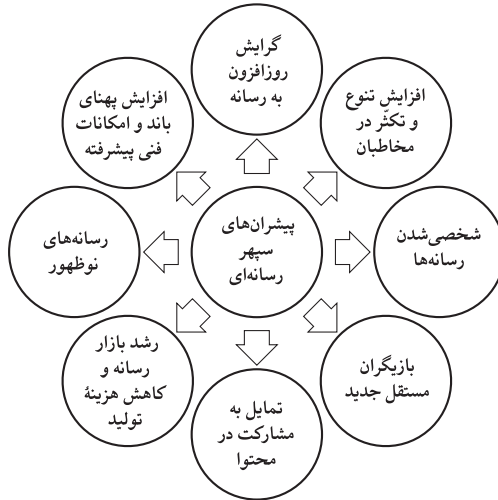 گرایش
روزافزون
به رسانه
افزایش تنوع
و تکثّر در
مخاطبان
افزایش پهنای
باند و امکانات
فنی پیشرفته
شخصی‌شدن
رسانه‌ها
پیشران‌های
سپهر
رسانه‌ای
رسانه‌های
نوظهور
بازیگران
مستقل جدید
رشد بازار
رسانه و
کاهش هزینهٔ
تولید
تمایل به
مشارکت در
محتوا